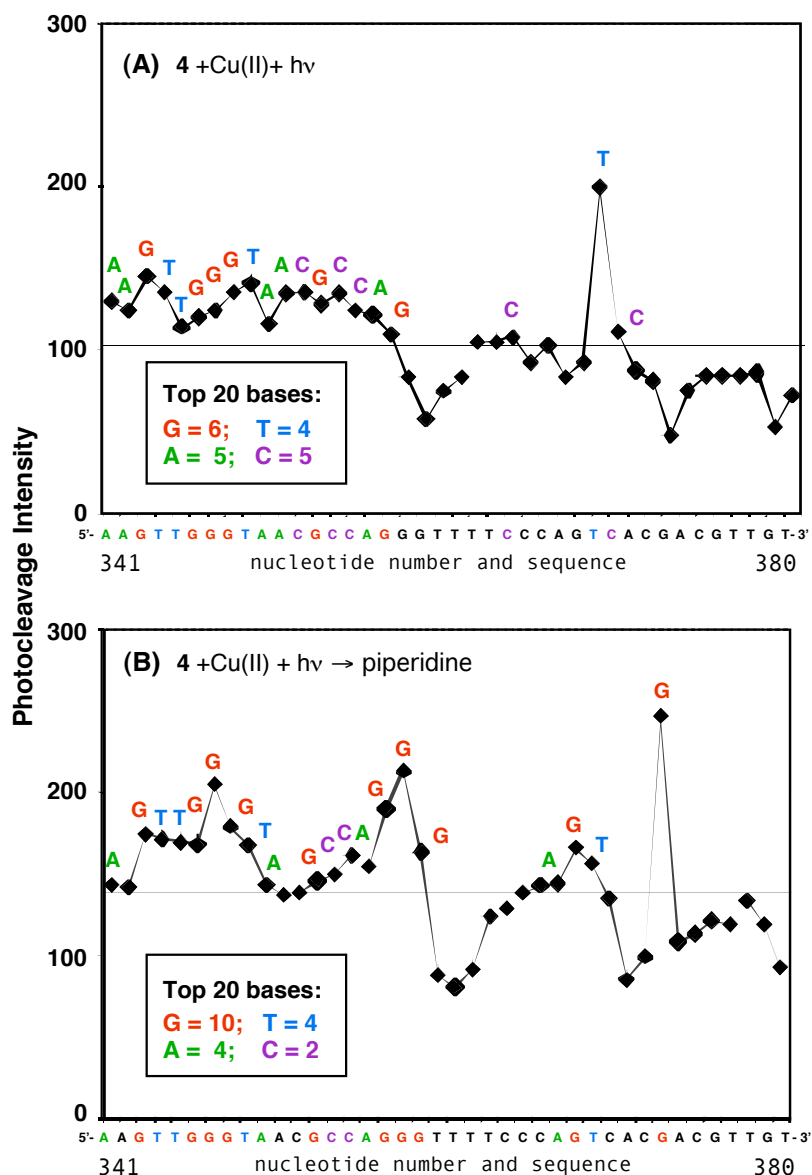 Photocleavage Intensity
300
200
100
0
(A) 4 +Cu(II)+ hν
A A G T T G G G T A A C G C C A G C T C
Top 20 bases:
G = 6; T = 4
A = 5; C = 5
5'- A A G T T G G G T A A C G C C A G G G T T T T C C C A G T C A C G A C G T T G T -3'
341 nucleotide number and sequence 380
300
200
100
0
(B) 4 +Cu(II) + hν → piperidine
A G T T G G G T A G C C A G G G A G T G
Top 20 bases:
G = 10; T = 4
A = 4; C = 2
5'- A A G T T G G G T A A C G C C A G G G T T T T C C C A G T C A C G A C G T T G T -3'
341 nucleotide number and sequence 380